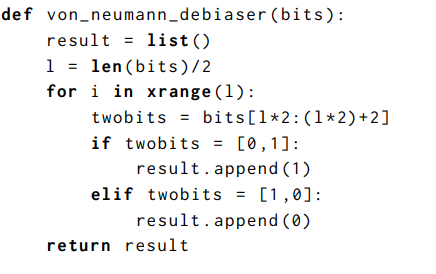 def von_neumann_debiaser(bits):
    result = list()
    l = len(bits)/2
    for i in xrange(l):
        twobits = bits[l*2:(l*2)+2]
        if twobits = [0,1]:
            result.append(1)
        elif twobits = [1,0]:
            result.append(0)
    return result